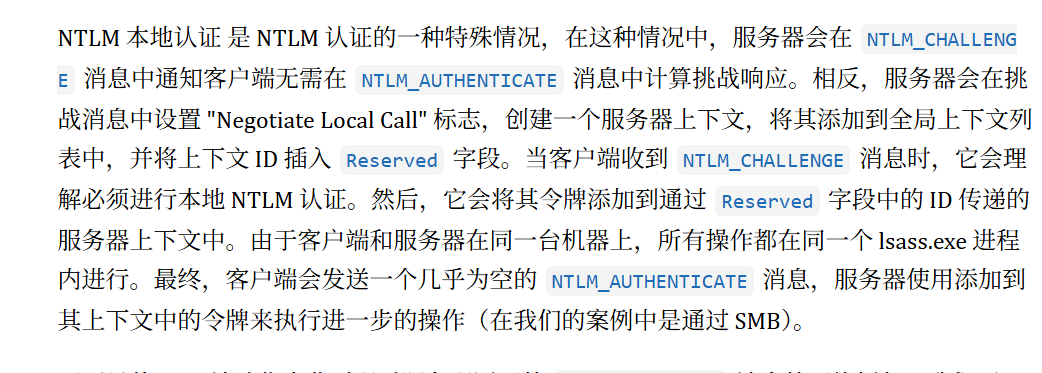 NTLM 本地认证 是 NTLM 认证的一种特殊情况，在这种情况中，服务器会在 NTLM_CHALLENG
E 消息中通知客户端无需在 NTLM_AUTHENTICATE 消息中计算挑战响应。相反，服务器会在挑
战消息中设置 "Negotiate Local Call" 标志，创建一个服务器上下文，将其添加到全局上下文列
表中，并将上下文 ID 插入 Reserved 字段。当客户端收到 NTLM_CHALLENGE 消息时，它会理
解必须进行本地 NTLM 认证。然后，它会将其令牌添加到通过 Reserved 字段中的 ID 传递的
服务器上下文中。由于客户端和服务器在同一台机器上，所有操作都在同一个 lsass.exe 进程
内进行。最终，客户端会发送一个几乎为空的 NTLM_AUTHENTICATE 消息，服务器使用添加到
其上下文中的令牌来执行进一步的操作（在我们的案例中是通过 SMB）。